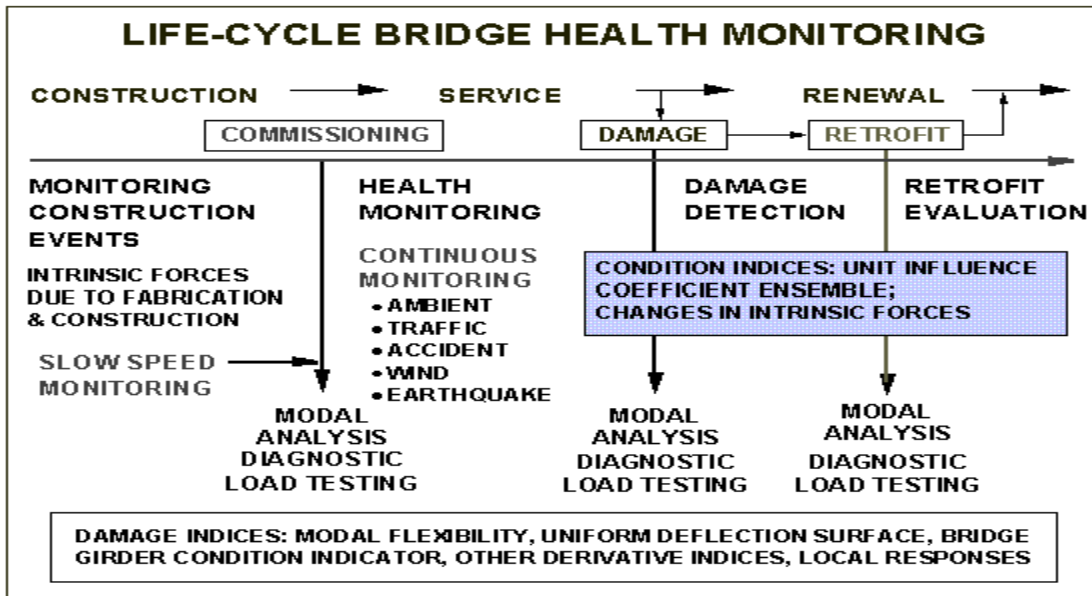 LIFE-CYCLE BRIDGE HEALTH MONITORING
CONSTRUCTION
SERVICE
RENEWAL
COMMISSIONING
DAMAGE
RETROFIT
MONITORING
CONSTRUCTION
EVENTS
INTRINSIC FORCES
DUE TO FABRICATION
& CONSTRUCTION
SLOW SPEED
MONITORING
HEALTH
MONITORING
CONTINUOUS
MONITORING
• AMBIENT
• TRAFFIC
• ACCIDENT
• WIND
• EARTHQUAKE
DAMAGE
DETECTION
RETROFIT
EVALUATION
CONDITION INDICES: UNIT INFLUENCE
COEFFICIENT ENSEMBLE;
CHANGES IN INTRINSIC FORCES
MODAL
ANALYSIS
DIAGNOSTIC
LOAD TESTING
MODAL
ANALYSIS
DIAGNOSTIC
LOAD TESTING
MODAL
ANALYSIS
DIAGNOSTIC
LOAD TESTING
DAMAGE INDICES: MODAL FLEXIBILITY, UNIFORM DEFLECTION SURFACE, BRIDGE
GIRDER CONDITION INDICATOR, OTHER DERIVATIVE INDICES, LOCAL RESPONSES